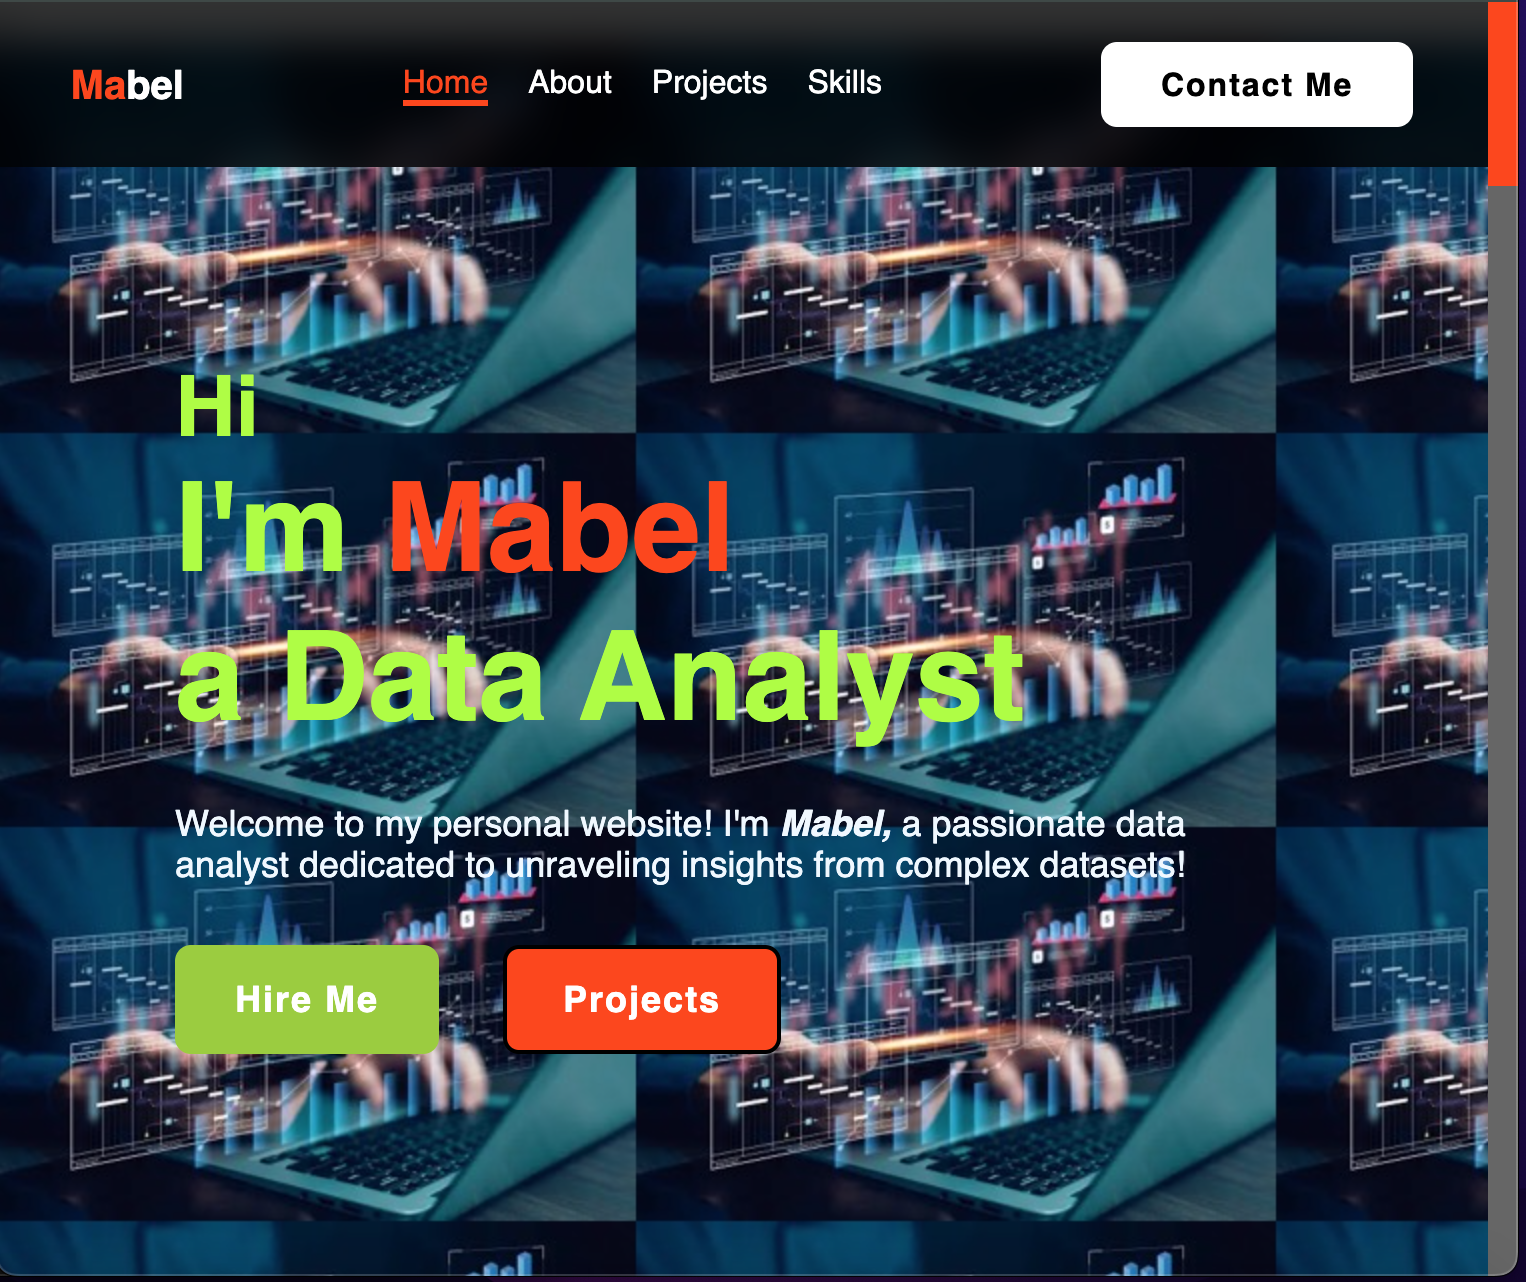 Mabel
Home About Projects Skills
Contact Me
Hi
I'm Mabel
a Data Analyst
Welcome to my personal website! I'm Mabel, a passionate data
analyst dedicated to unraveling insights from complex datasets!
Hire Me
Projects